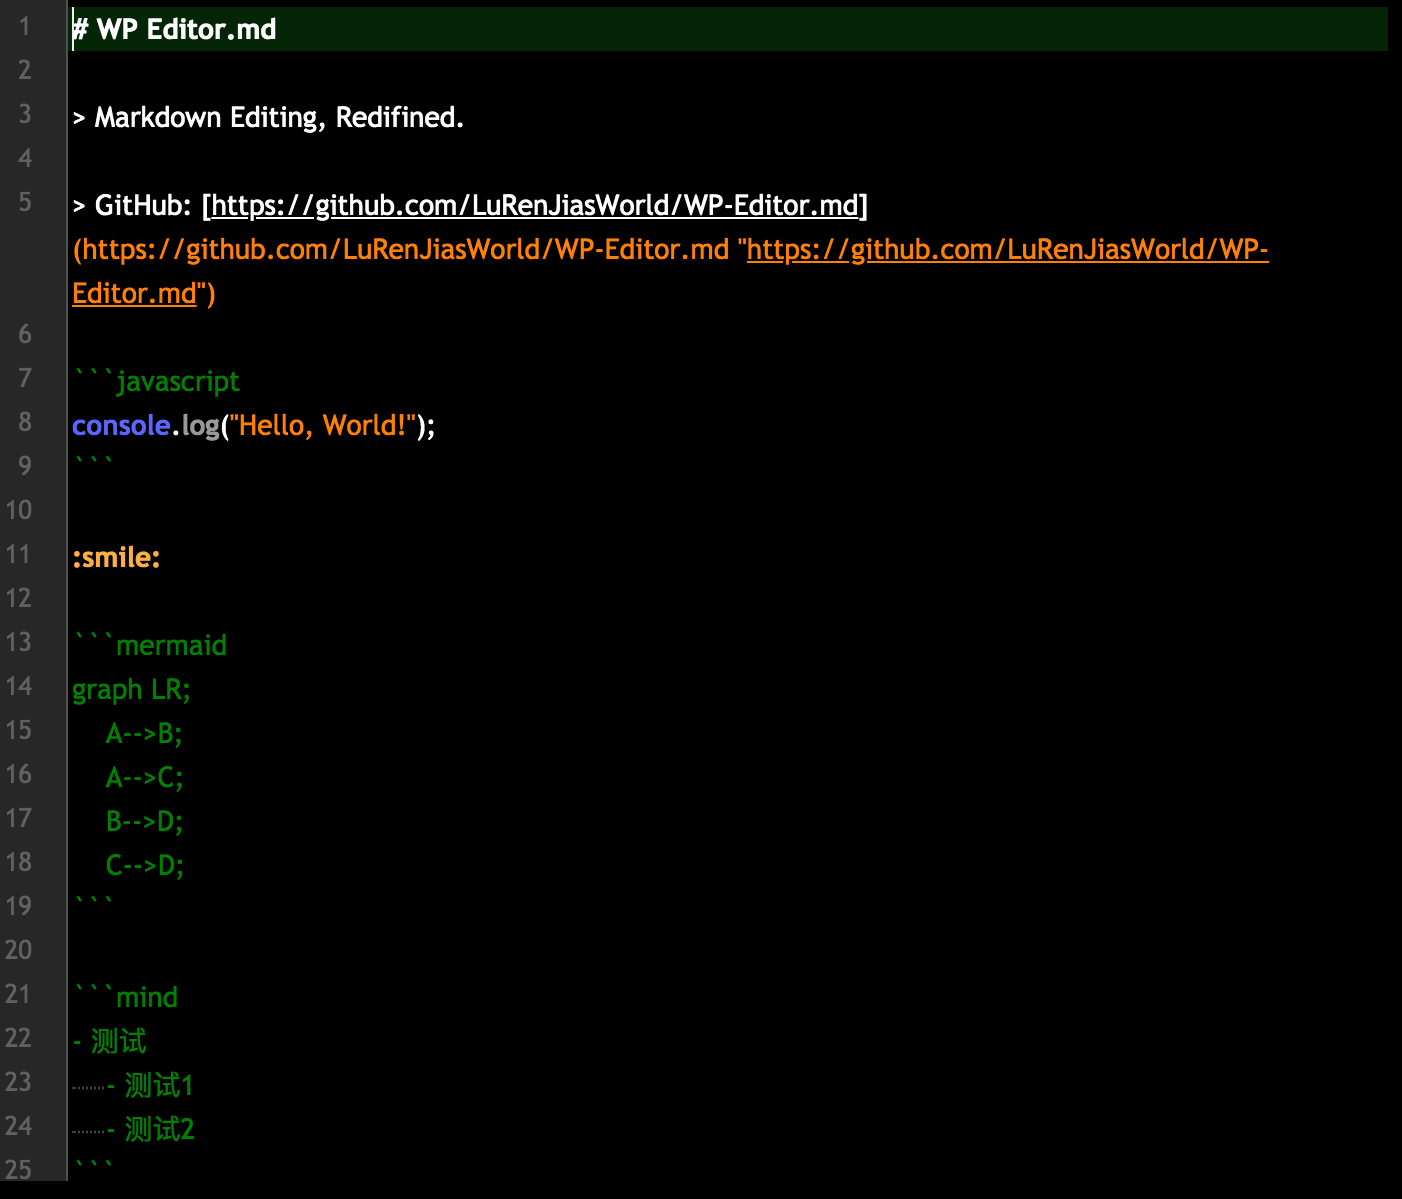 1 # WP Editor.md
2
3 > Markdown Editing, Redifined.
4
5 > GitHub: [https://github.com/LuRenJiasWorld/WP-Editor.md]
(https://github.com/LuRenJiasWorld/WP-Editor.md "https://github.com/LuRenJiasWorld/WP-
Editor.md")
6
7 ```javascript
8 console.log("Hello, World!");
9 ```
10
11 :smile:
12
13 ```mermaid
14 graph LR;
15     A-->B;
16     A-->C;
17     B-->D;
18     C-->D;
19 ```
20
21 ```mind
22 - 测试
23     - 测试1
24     - 测试2
25 ```